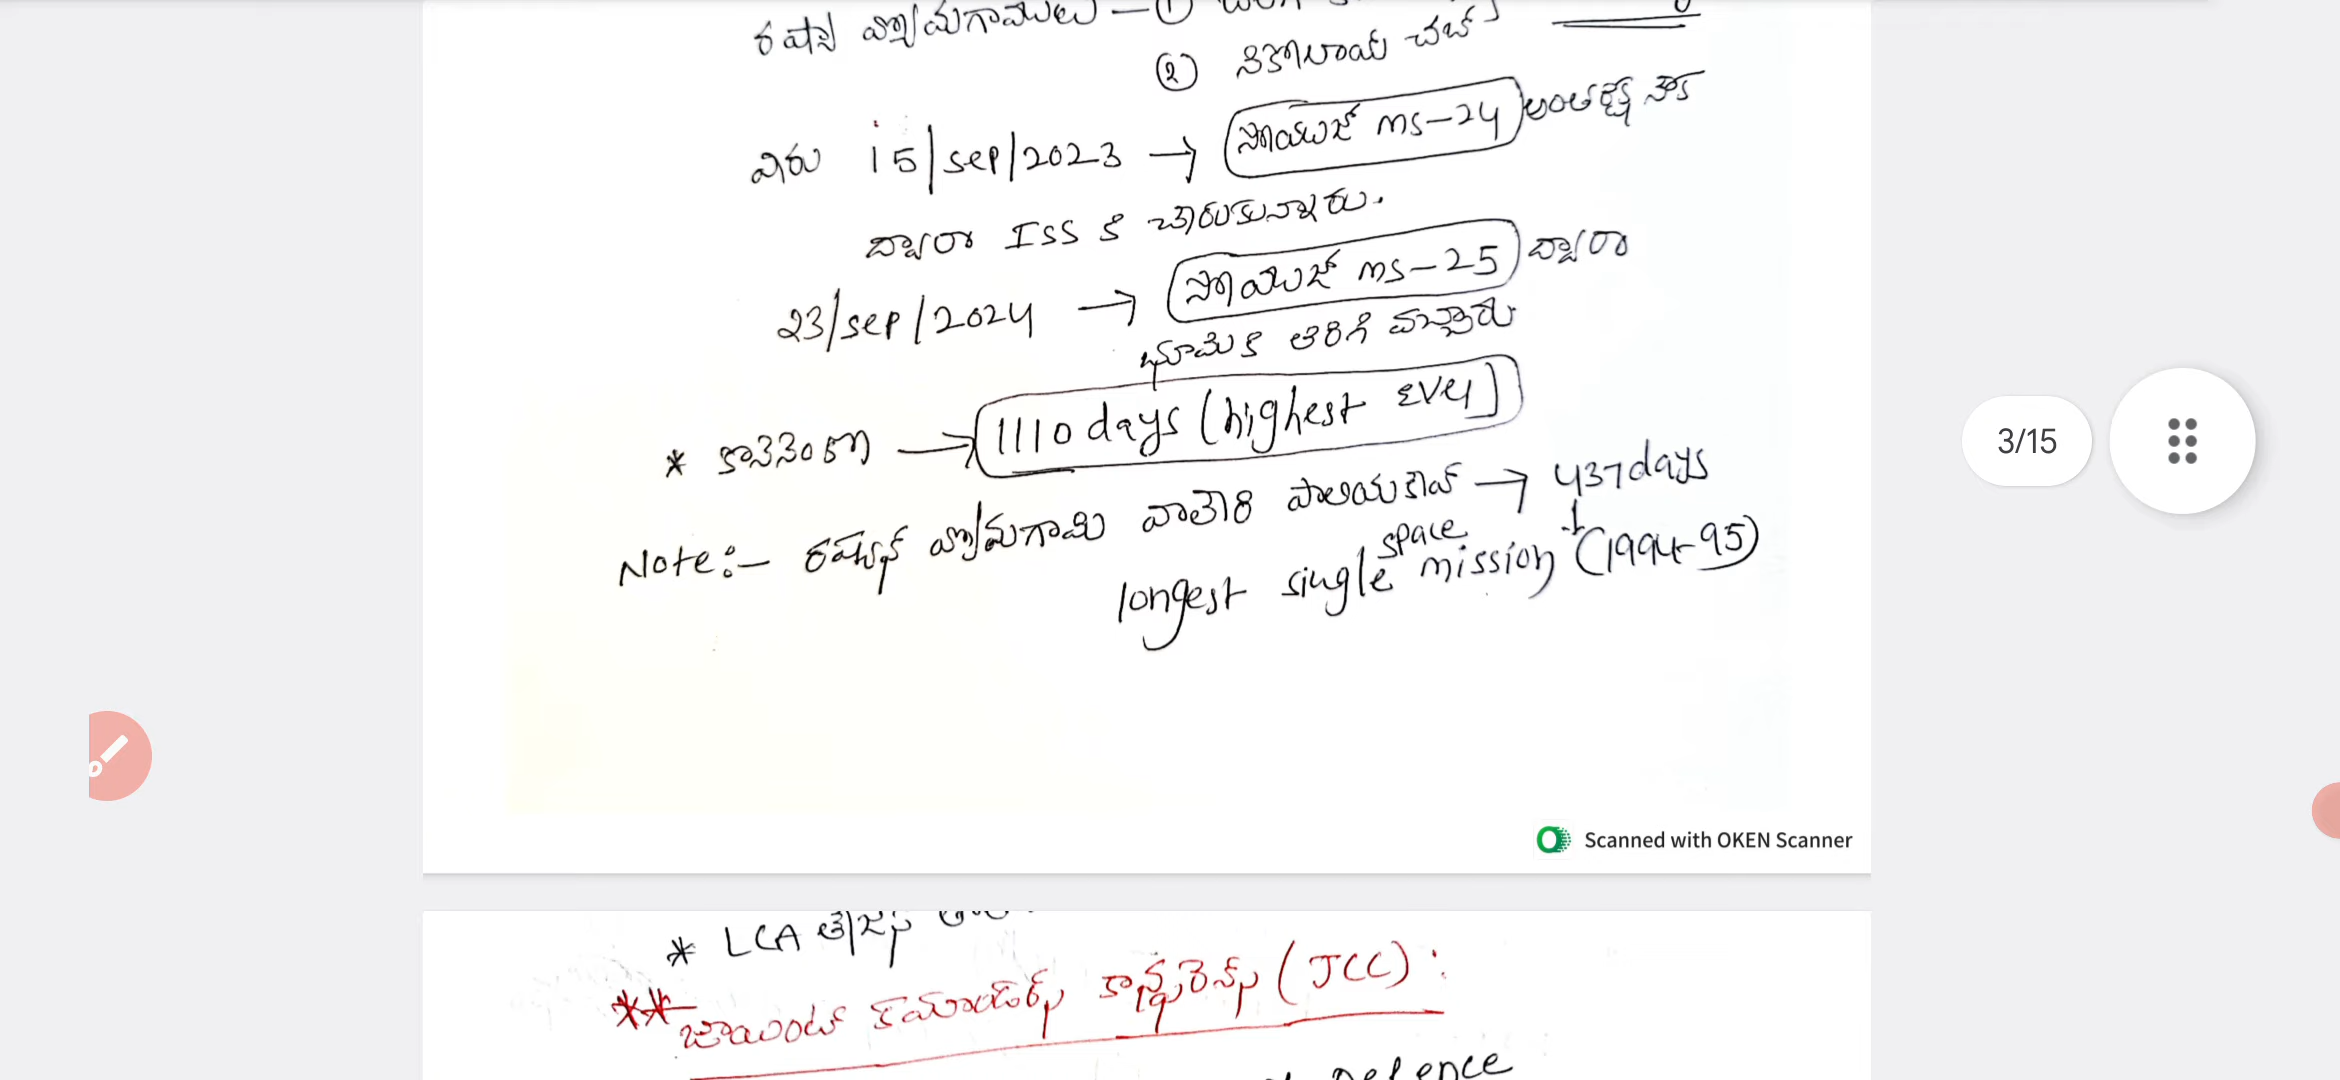 రష్యా వ్యోమగాములు — ①
② నికోలాయ్ చబ్
వీరు 15/sep/2023 → సోయుజ్ ms-24 అంతరిక్ష నౌక
ద్వారా ISS కి చేరుకున్నారు.
23/sep/2024 → సోయుజ్ ms-25 ద్వారా
భూమికి తిరిగి వచ్చారు
* కొనెనెంకో → 1110 days (highest ever)
Note:- రష్యన్ వ్యోమగామి వాలెరి పొలియకోవ్ → 437days
longest single space mission (1994-95)
3/15
Scanned with OKEN Scanner
* LCA తేజస్
** జాయింట్ కమాండర్స్ కాన్ఫరెన్స్ (JCC) :
Defence